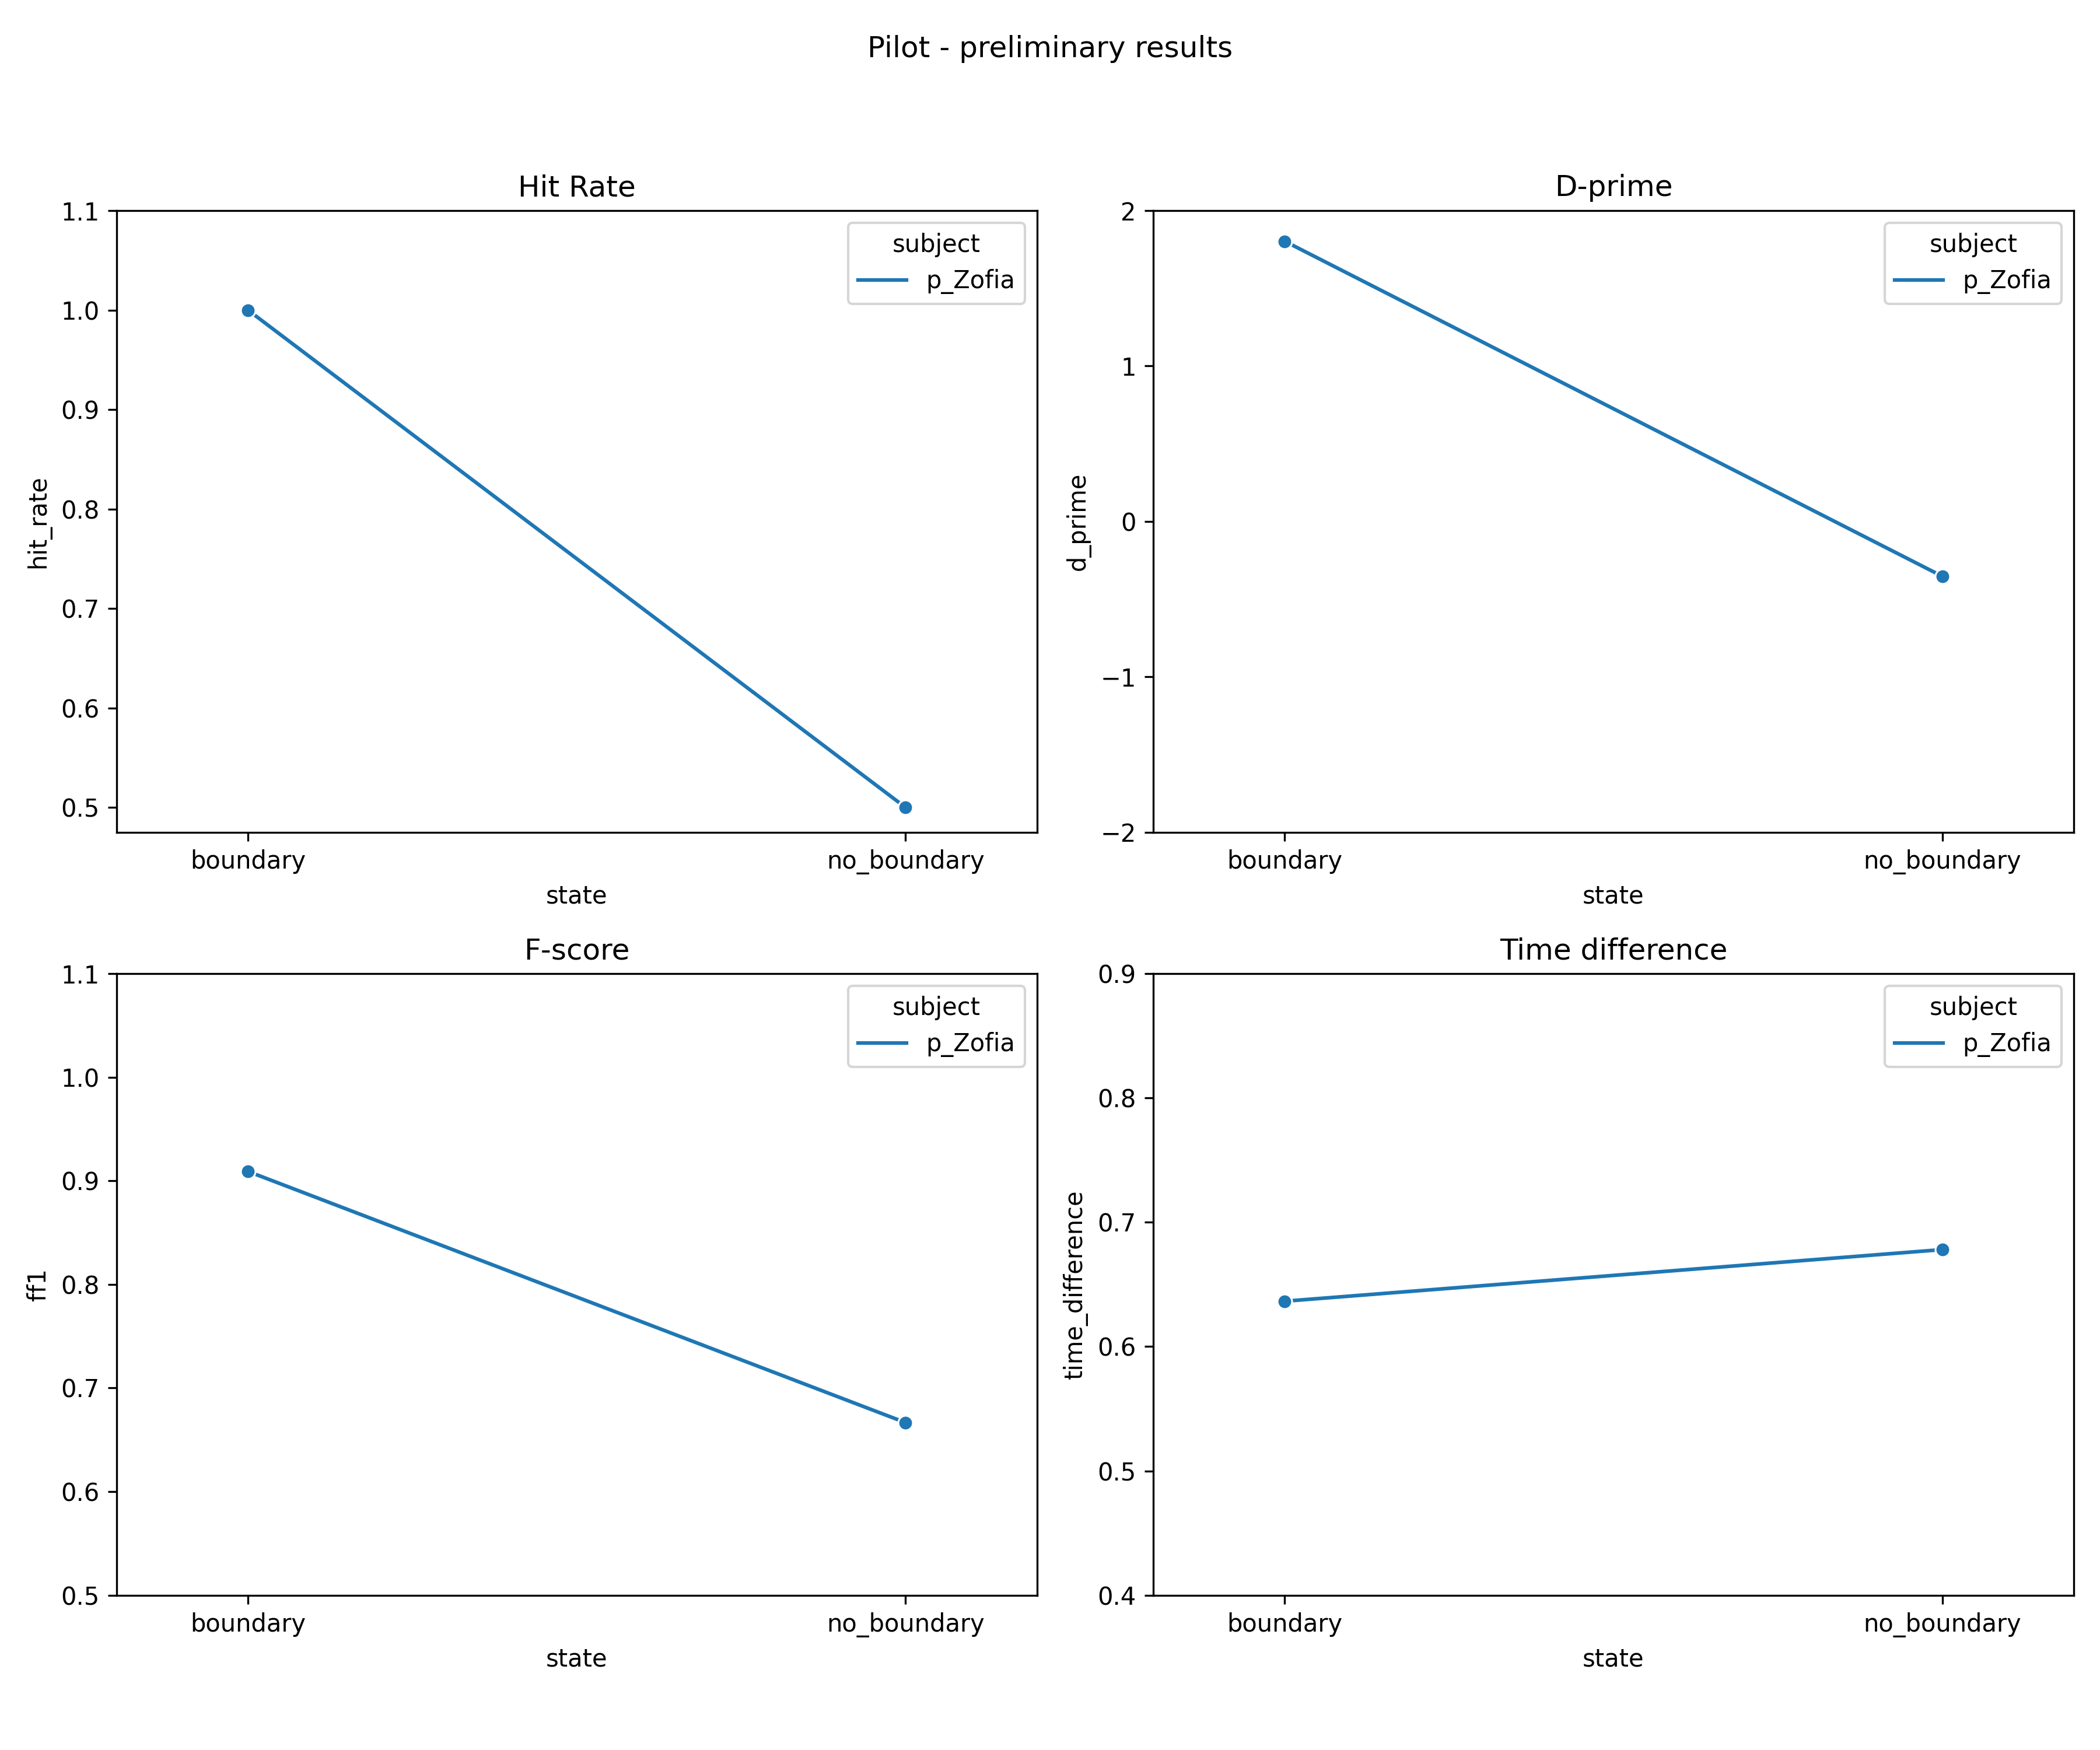 Pilot - preliminary results
Hit Rate
1.1
1.0
0.9
0.8
0.7
0.6
0.5
hit_rate
boundary
no_boundary
state
subject
p_Zofia
D-prime
2
1
0
−1
−2
d_prime
boundary
no_boundary
state
subject
p_Zofia
F-score
1.1
1.0
0.9
0.8
0.7
0.6
0.5
ff1
boundary
no_boundary
state
subject
p_Zofia
Time difference
0.9
0.8
0.7
0.6
0.5
0.4
time_difference
boundary
no_boundary
state
subject
p_Zofia